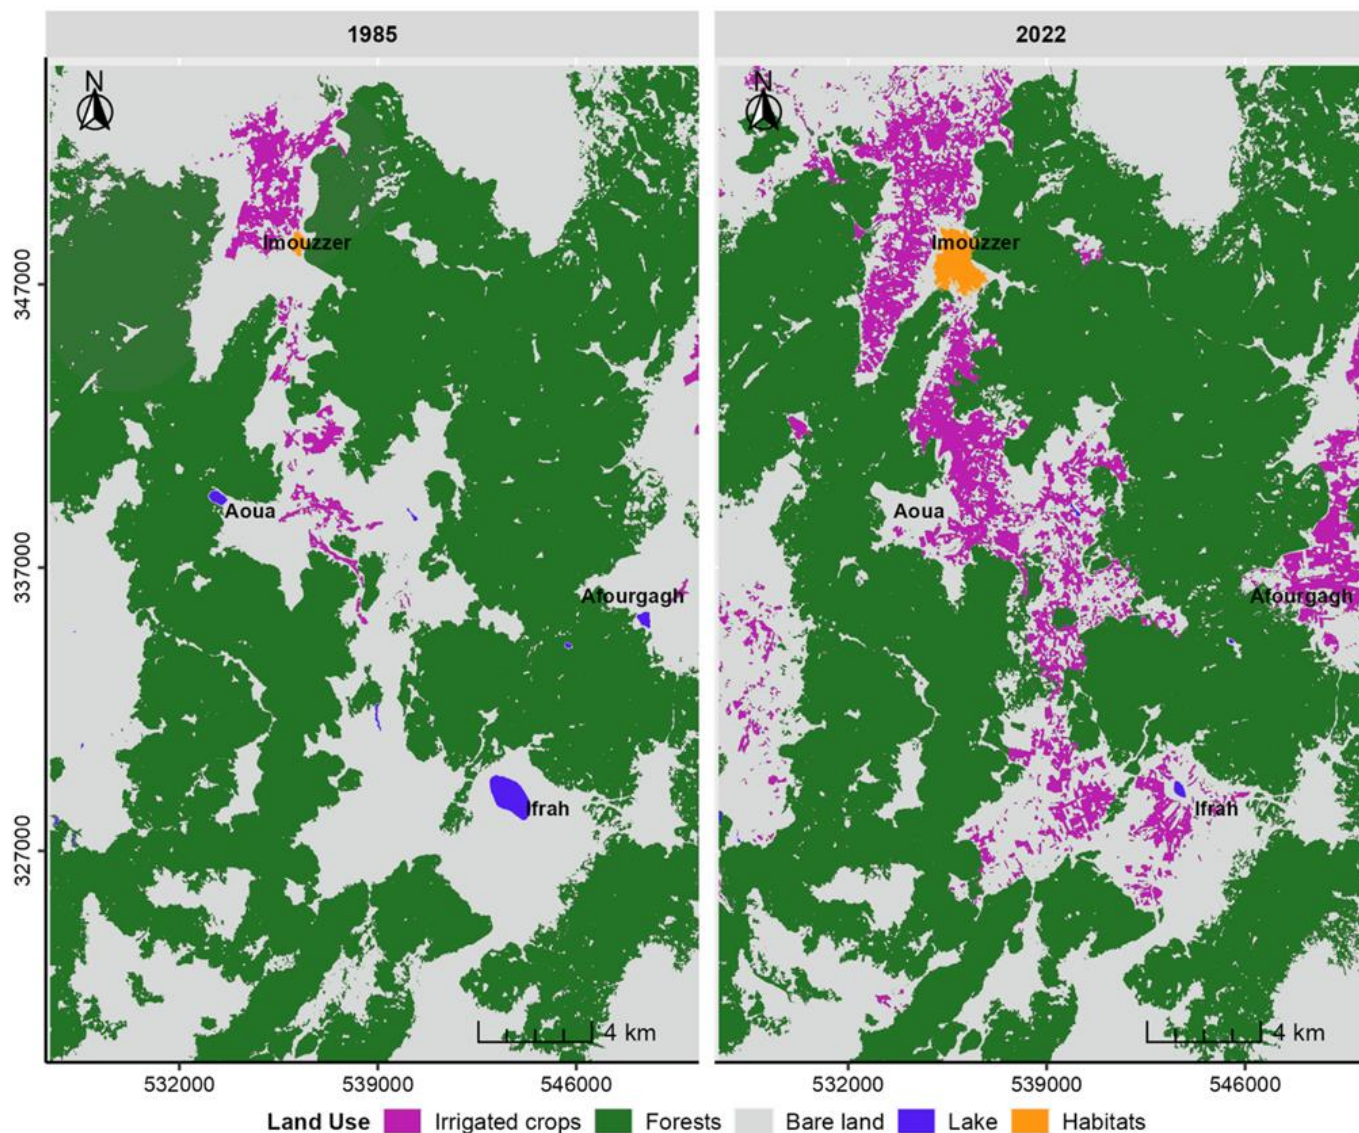 1985
2022
N
N
Imouzzer
Imouzzer
347000
Aoua
Aoua
337000
Afourgagh
Afourgagh
Ifrah
Ifrah
327000
4 km
4 km
532000 539000 546000
532000 539000 546000
Land Use Irrigated crops Forests Bare land Lake Habitats